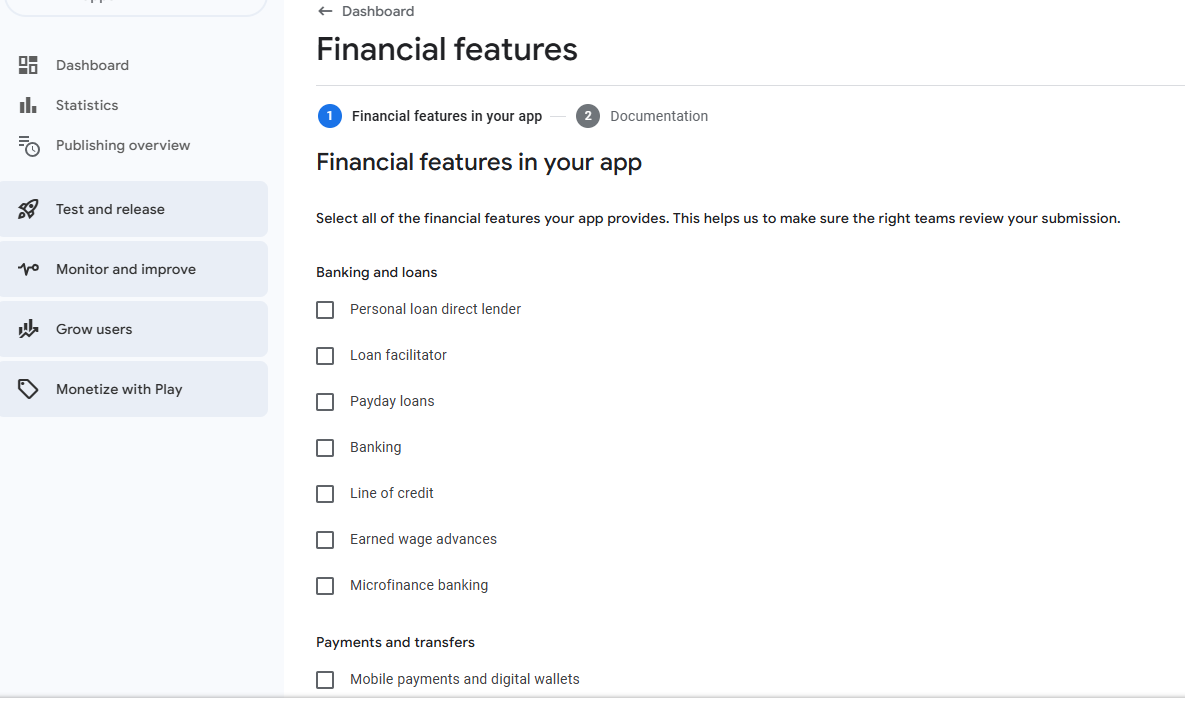 Dashboard
Financial features
Dashboard
Statistics
Publishing overview
Test and release
Monitor and improve
Grow users
Monetize with Play
1 Financial features in your app
2 Documentation
Financial features in your app
Select all of the financial features your app provides. This helps us to make sure the right teams review your submission.
Banking and loans
Personal loan direct lender
Loan facilitator
Payday loans
Banking
Line of credit
Earned wage advances
Microfinance banking
Payments and transfers
Mobile payments and digital wallets